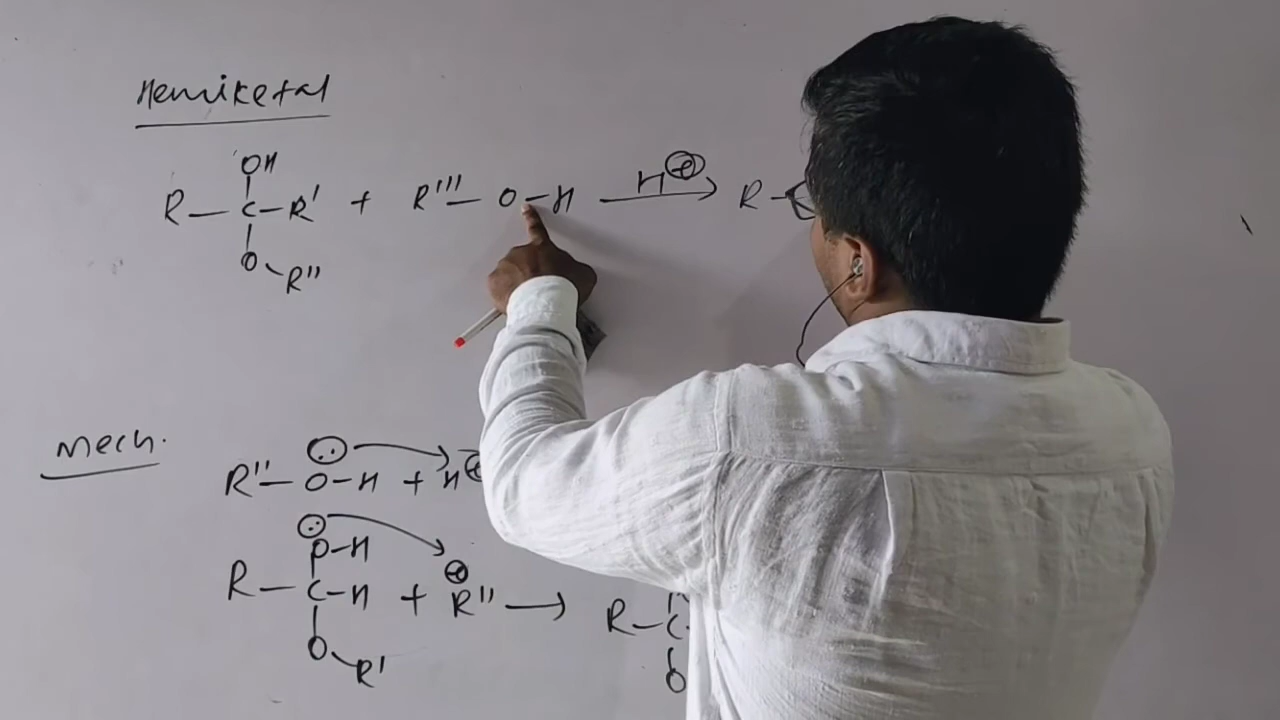 Hemiketal
OH
R — C — R' + R''' — O — H H⊕ → R —
O
R''
Mech.
R'' — O — H + H⊕
O — H
⊕
R — C — H + R'' → R — C
O O
R'